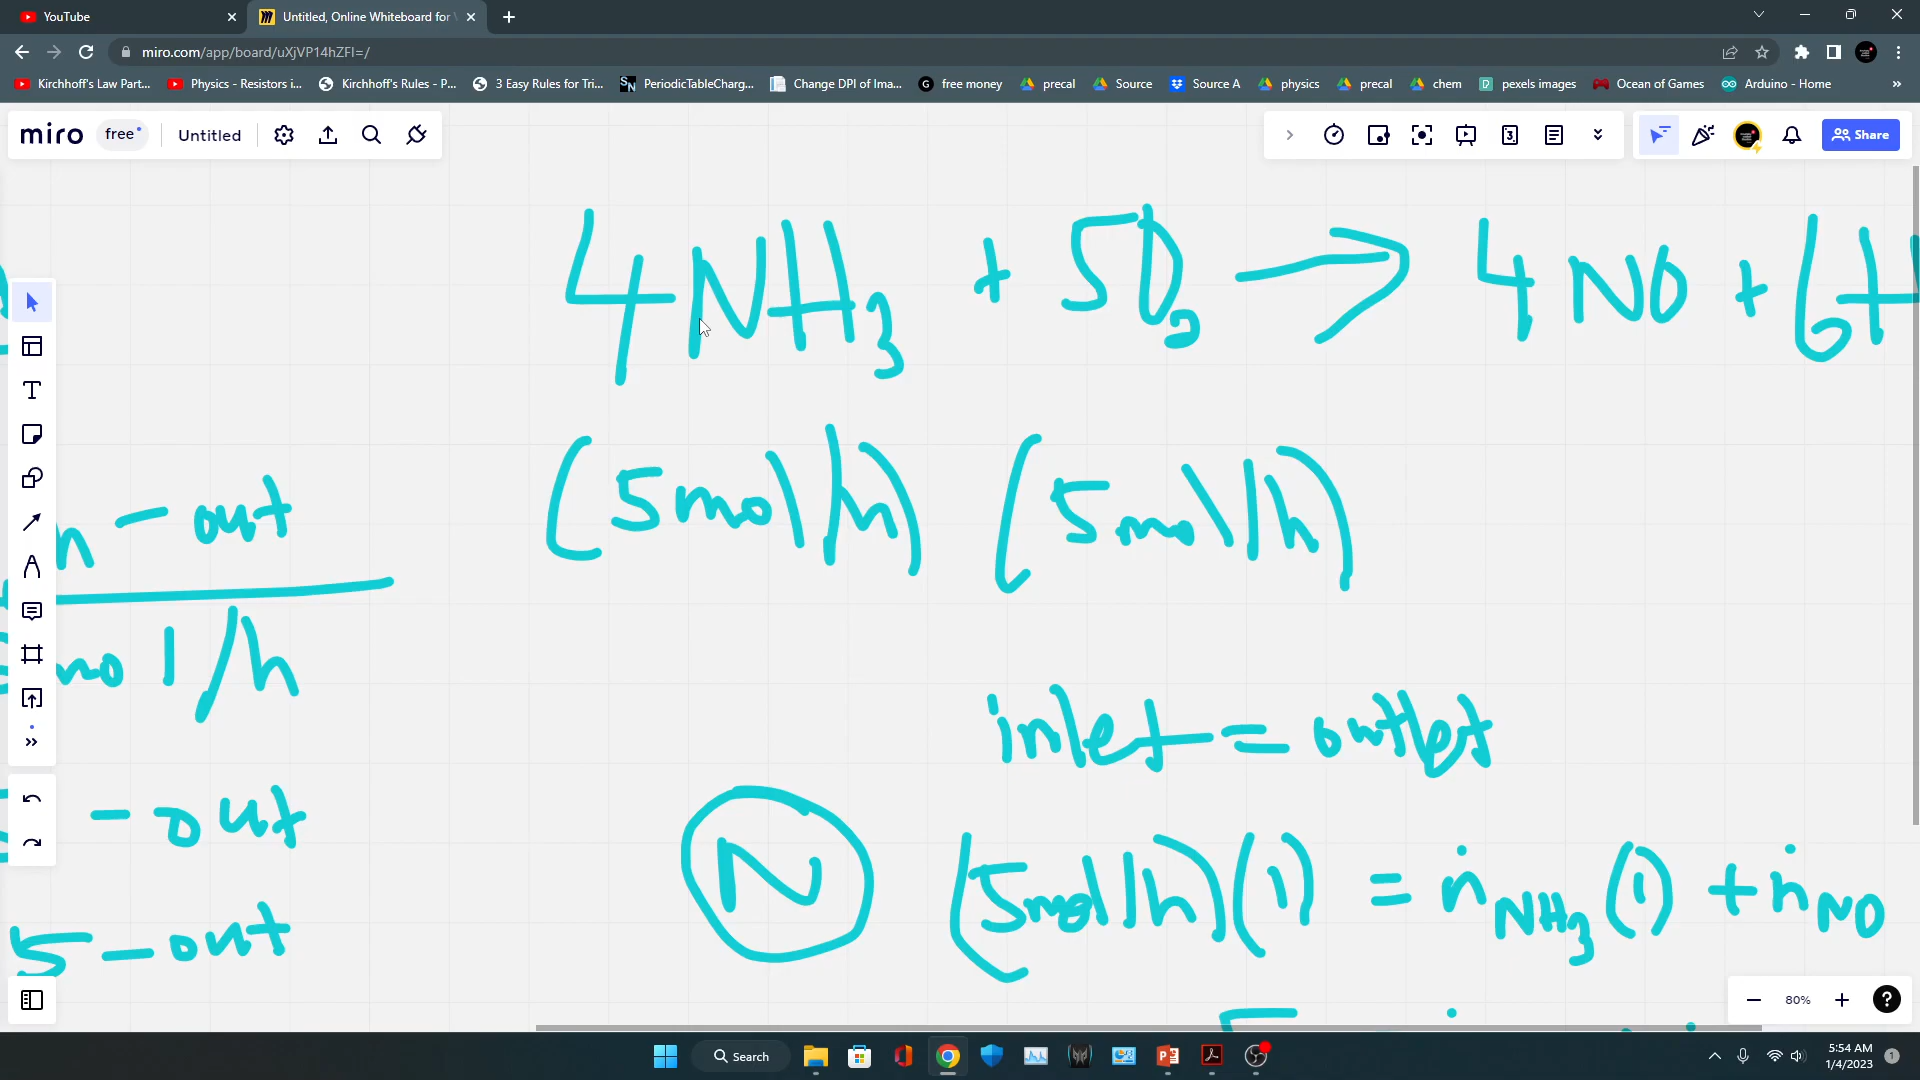 YouTube
Untitled, Online Whiteboard for
miro.com/app/board/uXjVP14hZFI=/
Kirchhoff's Law Part... Physics - Resistors i... Kirchhoff's Rules - P... 3 Easy Rules for Tri... PeriodicTableCharg... Change DPI of Ima... free money precal Source Source A physics precal chem pexels images Ocean of Games Arduino - Home
miro free Untitled Share
4NH3 + 5O2 → 4NO + 6H
(5mol/h) (5mol/h)
h - out
mol/h
inlet = outlet
- out
N (5mol/h)(1) = ṅNH3(1) + ṅNO
5 - out
80%
Search
5:54 AM
1/4/2023
1